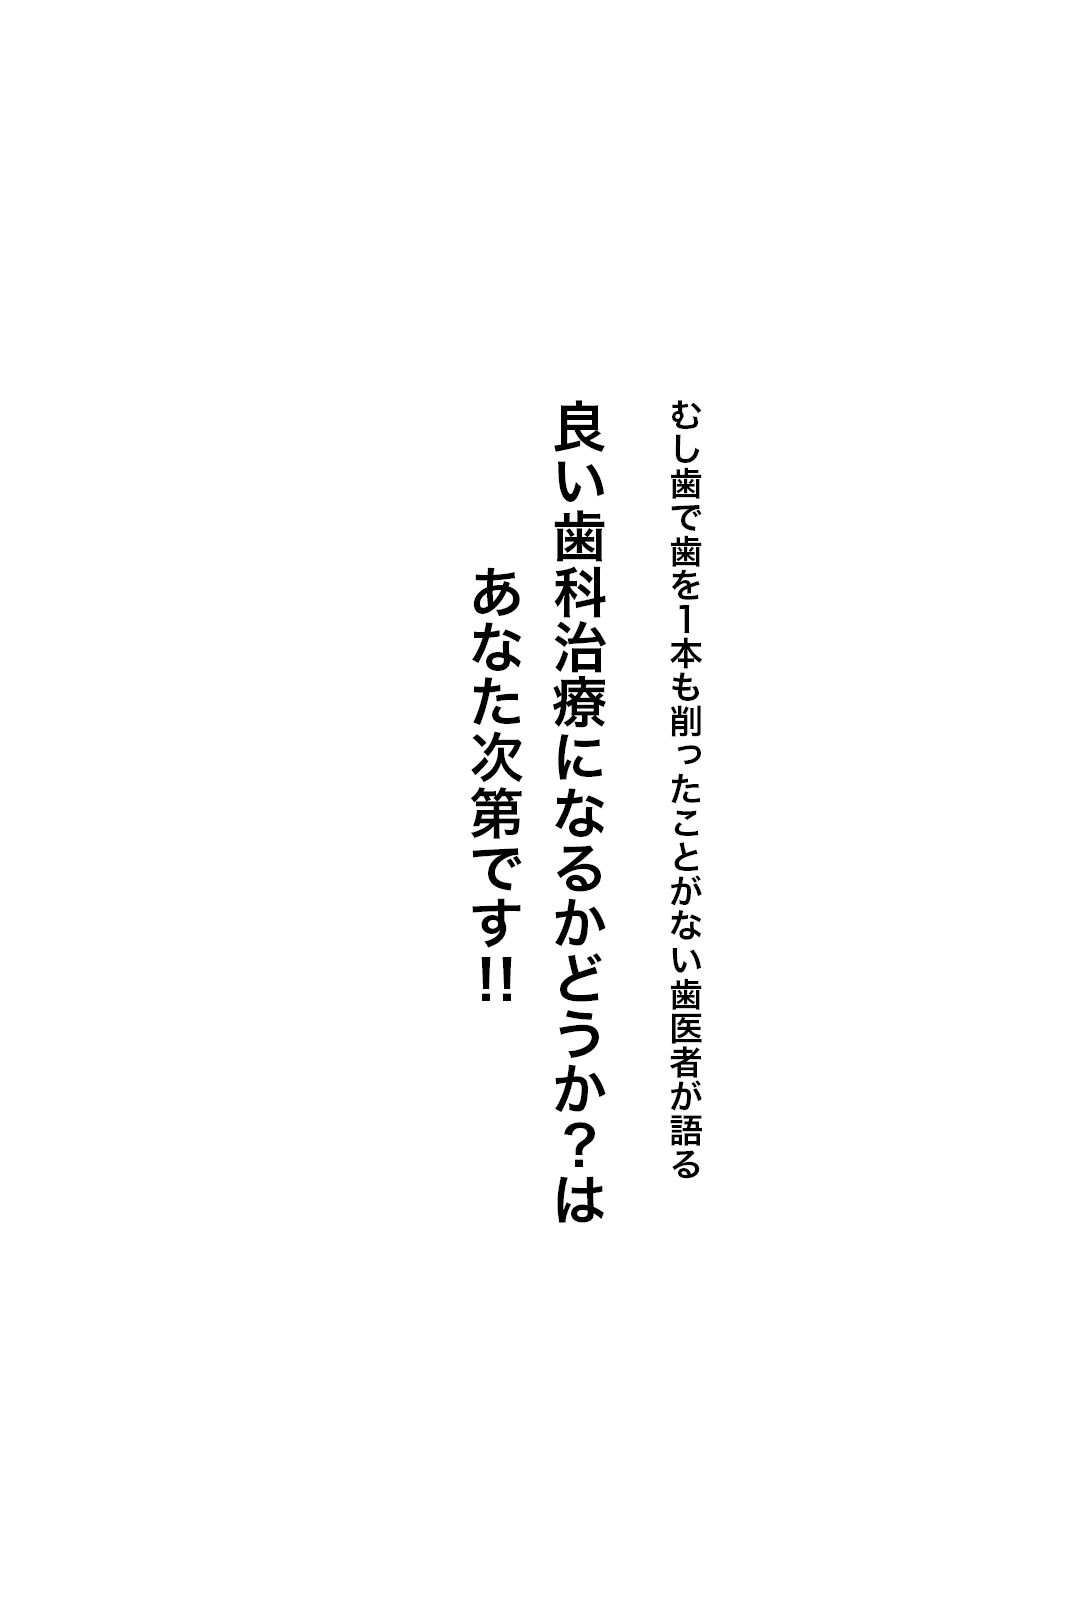 むし歯で歯を1本も削ったことがない歯医者が語る
良い歯科治療になるかどうか？は
あなた次第です!!